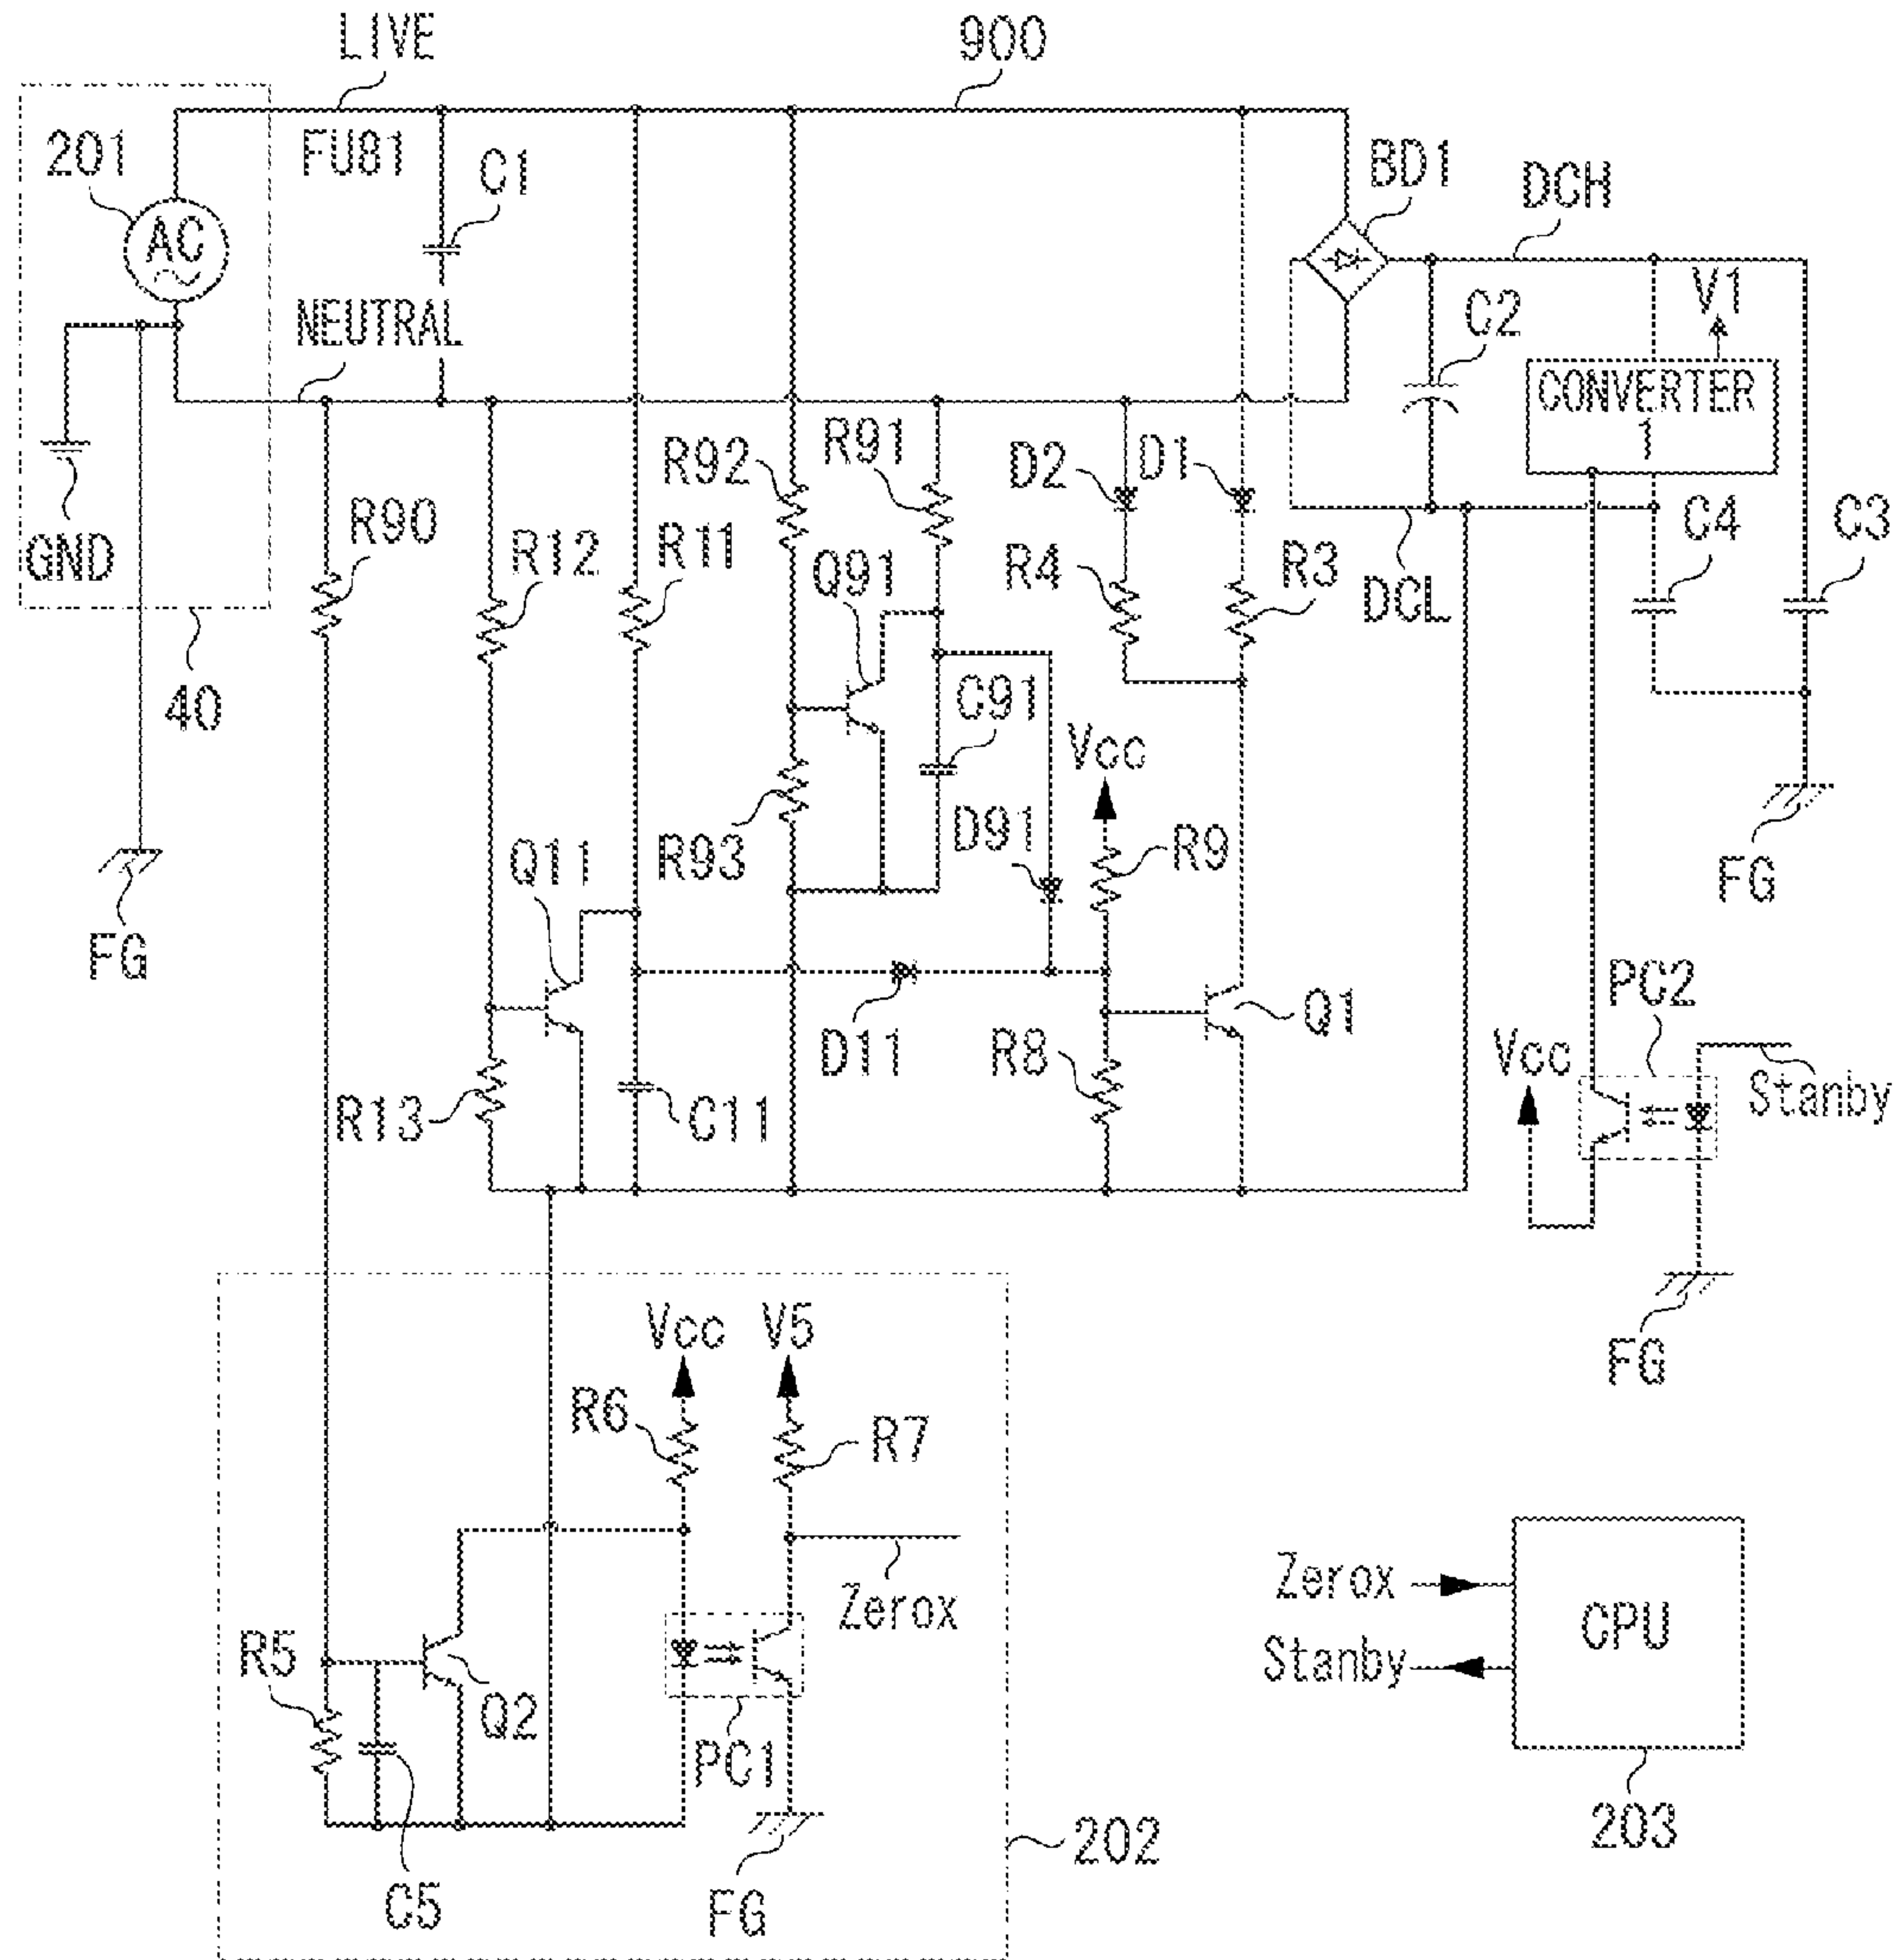 LIVE
900
201
FU81
C1
BD1
DCH
AC
V1
NEUTRAL
C2
CONVERTER
1
R92
R91
D2
D1
C4
C3
GND
R90
R12
R11
Q91
R4
R3
DCL
40
C91
Vcc
R93
D91
R9
Q11
FG
FG
PC2
D11
R8
Q1
Vcc
Stanby
R13
C11
Vcc
V5
FG
R6
R7
Zerox
Zerox
CPU
Stanby
R5
Q2
PC1
202
203
C5
FG